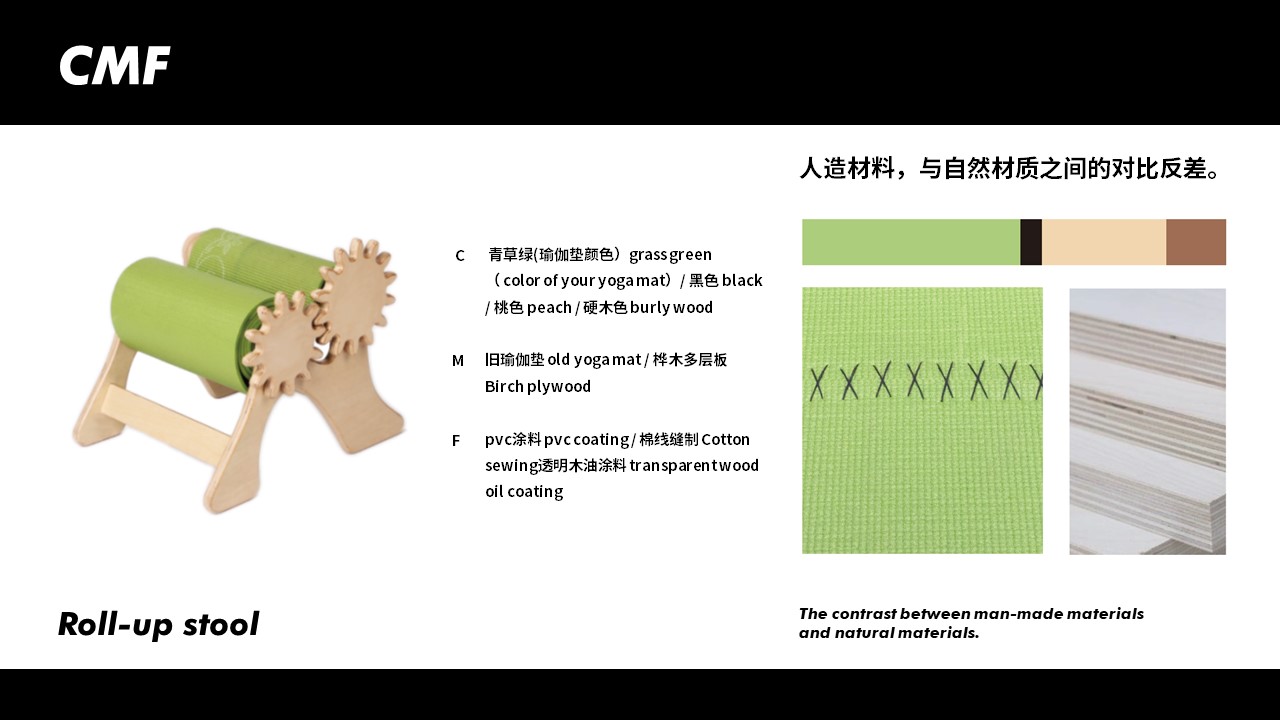 CMF
人造材料，与自然材质之间的对比反差。
C 青草绿(瑜伽垫颜色）grass green
（color of your yoga mat）/ 黑色 black
/ 桃色 peach / 硬木色 burly wood
M 旧瑜伽垫 old yoga mat / 桦木多层板
Birch plywood
F pvc涂料 pvc coating / 棉线缝制 Cotton
sewing透明木油涂料 transparent wood
oil coating
Roll-up stool
The contrast between man-made materials
and natural materials.